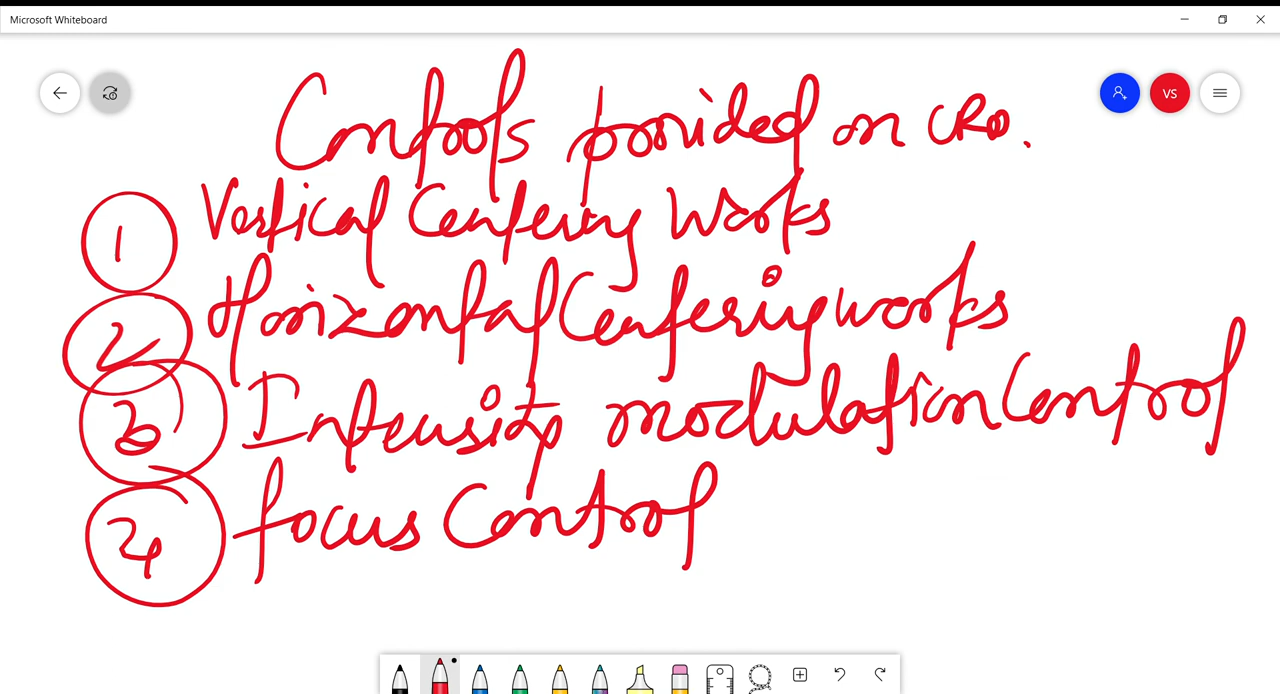 Microsoft Whiteboard
VS
Controls provided on CRO.
1 Vertical Centering Works
2 Horizontal Centering works
3 Intensity modulation Control
4 focus Control